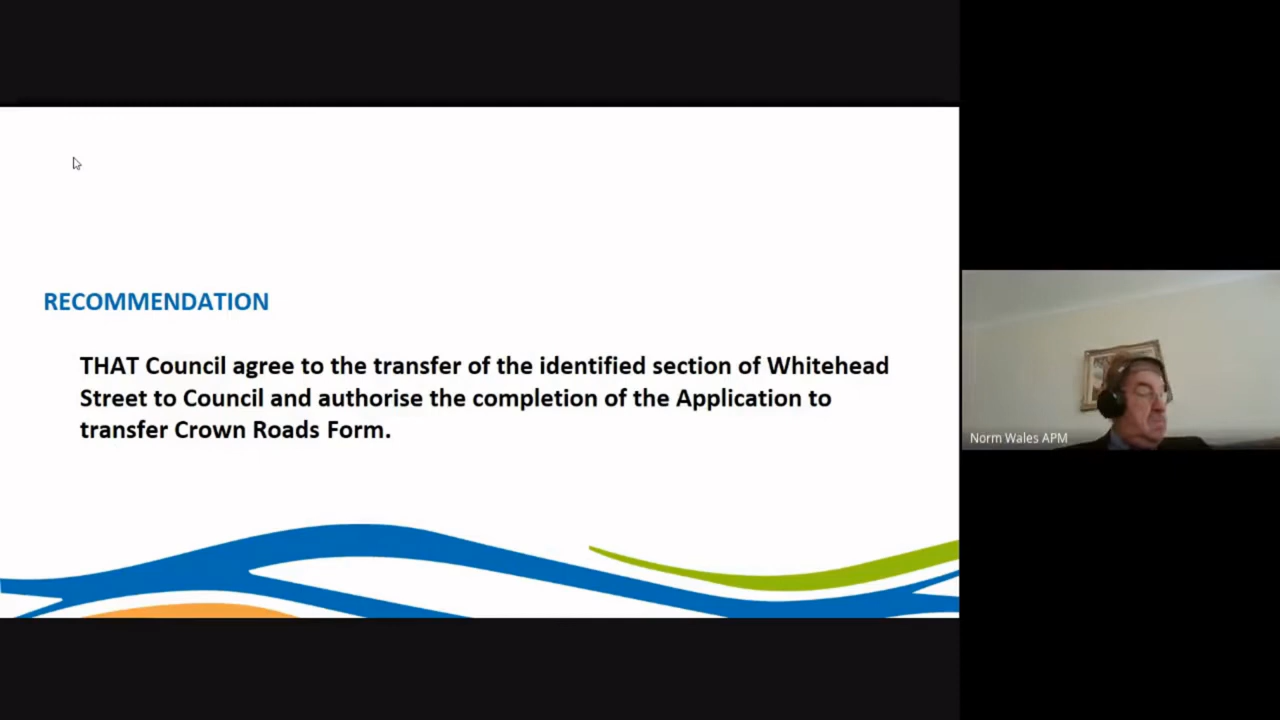 RECOMMENDATION
THAT Council agree to the transfer of the identified section of Whitehead
Street to Council and authorise the completion of the Application to
transfer Crown Roads Form.
Norm Wales APM